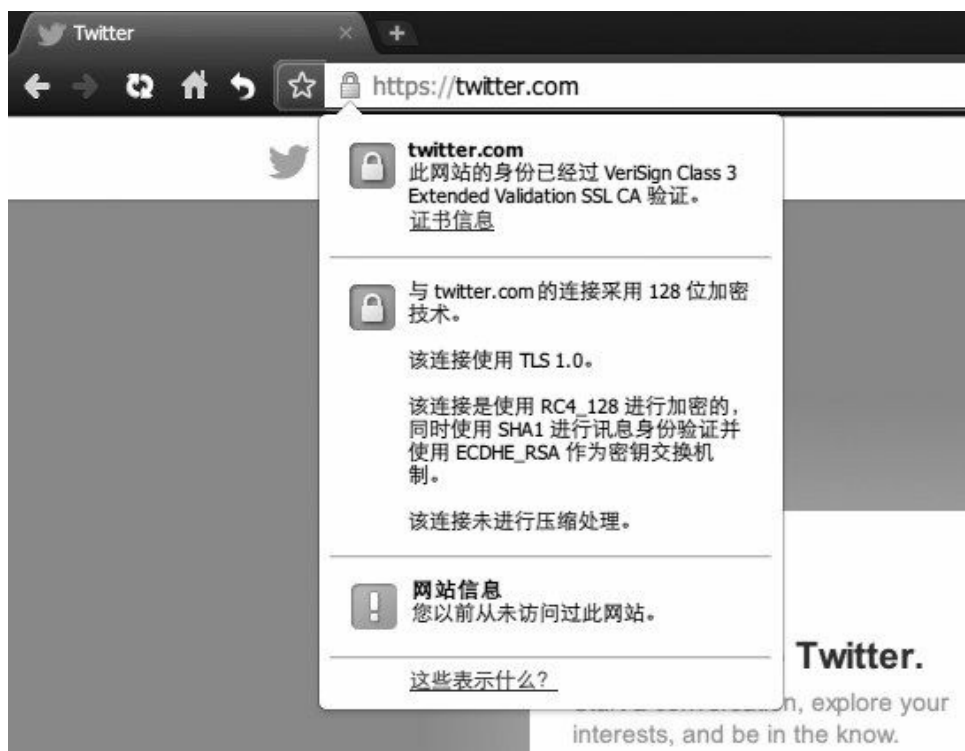 Twitter
https://twitter.com
twitter.com
此网站的身份已经过 VeriSign Class 3
Extended Validation SSL CA 验证。
证书信息
与 twitter.com 的连接采用 128 位加密
技术。
该连接使用 TLS 1.0。
该连接是使用 RC4_128 进行加密的，
同时使用 SHA1 进行讯息身份验证并
使用 ECDHE_RSA 作为密钥交换机
制。
该连接未进行压缩处理。
网站信息
您以前从未访问过此网站。
这些表示什么？
Twitter.
explore your
interests, and be in the know.